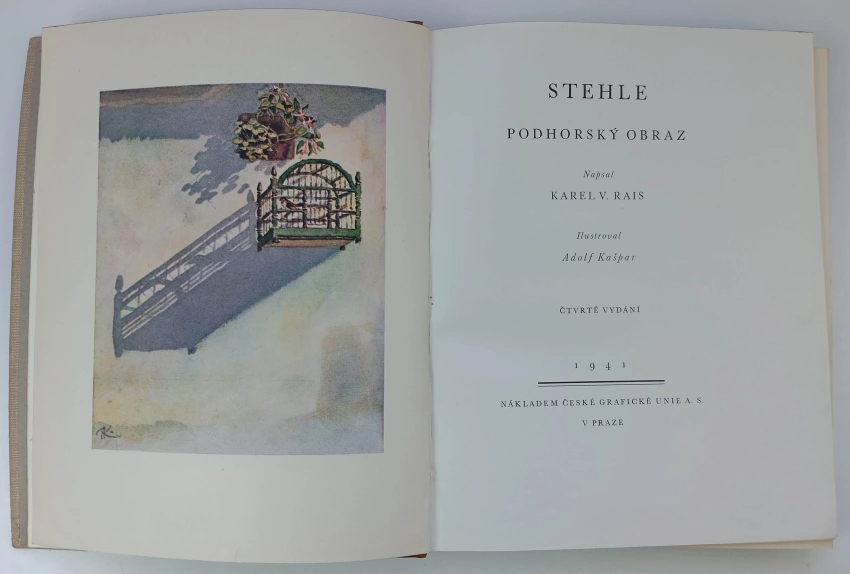 STEHLE
PODHORSKÝ OBRAZ
Napsal
KAREL V. RAIS
Ilustroval
Adolf Kašpar
ČTVRTÉ VYDÁNÍ
1941
NÁKLADEM ČESKÉ GRAFICKÉ UNIE A. S.
V PRAZE